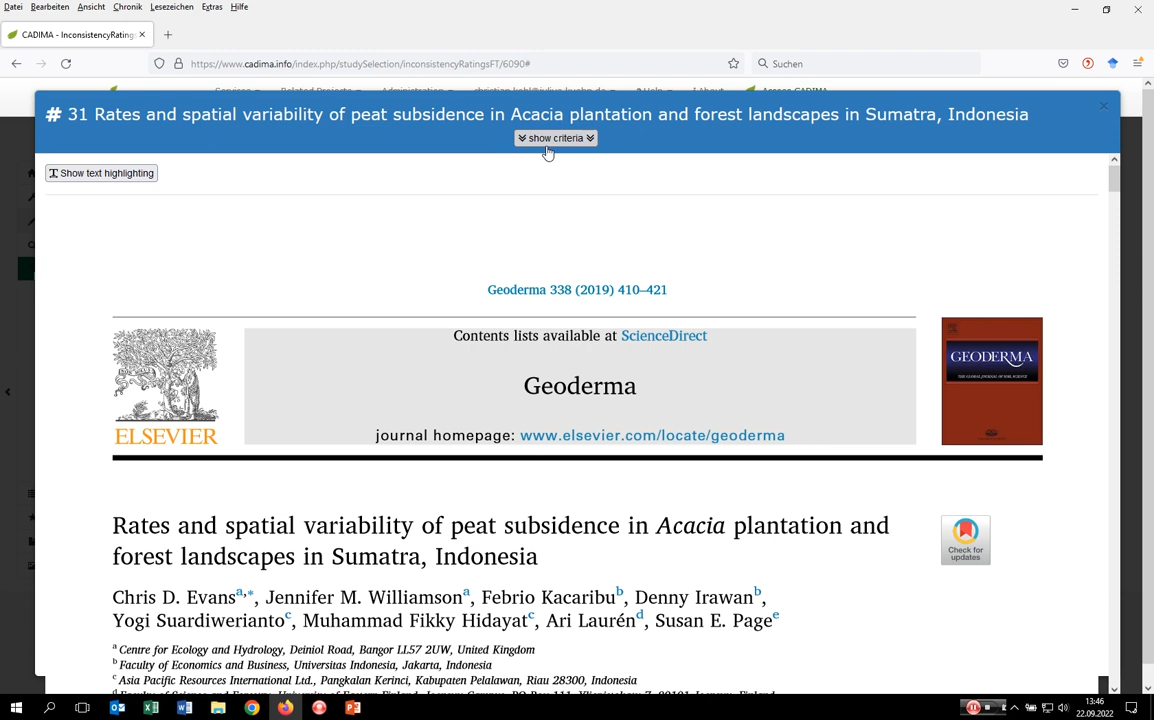 Datei Bearbeiten Ansicht Chronik Lesezeichen Extras Hilfe
CADIMA - InconsistencyRatings
https://www.cadima.info/index.php/studySelection/inconsistencyRatingsFT/6090#
Suchen
# 31 Rates and spatial variability of peat subsidence in Acacia plantation and forest landscapes in Sumatra, Indonesia
show criteria
Show text highlighting
Geoderma 338 (2019) 410–421
Contents lists available at ScienceDirect
Geoderma
journal homepage: www.elsevier.com/locate/geoderma
ELSEVIER
GEODERMA
Check for
updates
Rates and spatial variability of peat subsidence in Acacia plantation and
forest landscapes in Sumatra, Indonesia
Chris D. Evansa,*, Jennifer M. Williamsona, Febrio Kacaribub, Denny Irawanb,
Yogi Suardiweriantoc, Muhammad Fikky Hidayatc, Ari Lauréńd, Susan E. Pagee
a Centre for Ecology and Hydrology, Deiniol Road, Bangor LL57 2UW, United Kingdom
b Faculty of Economics and Business, Universitas Indonesia, Jakarta, Indonesia
c Asia Pacific Resources International Ltd., Pangkalan Kerinci, Kabupaten Pelalawan, Riau 28300, Indonesia
13:46
22.09.2022